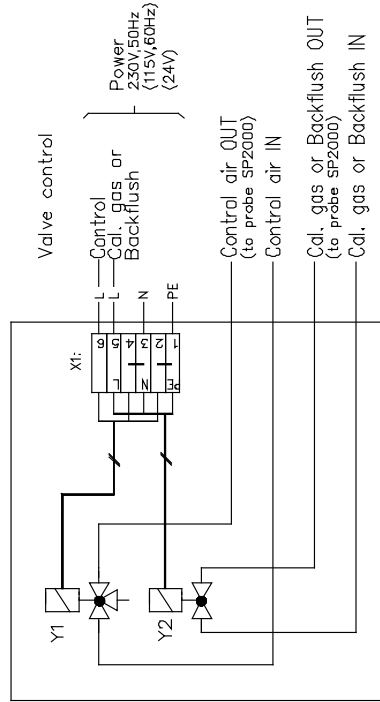 Valve control
Power
230V,50Hz
(115V,60Hz)
(24V)
Control
Cal. gas or
Backflush
L
L
N
PE
X1:
6
5
4
3
2
1
L
N
PE
Y1
Y2
Control air OUT
(to probe SP2000)
Control air IN
Cal. gas or Backflush OUT
(to probe SP2000)
Cal. gas or Backflush IN